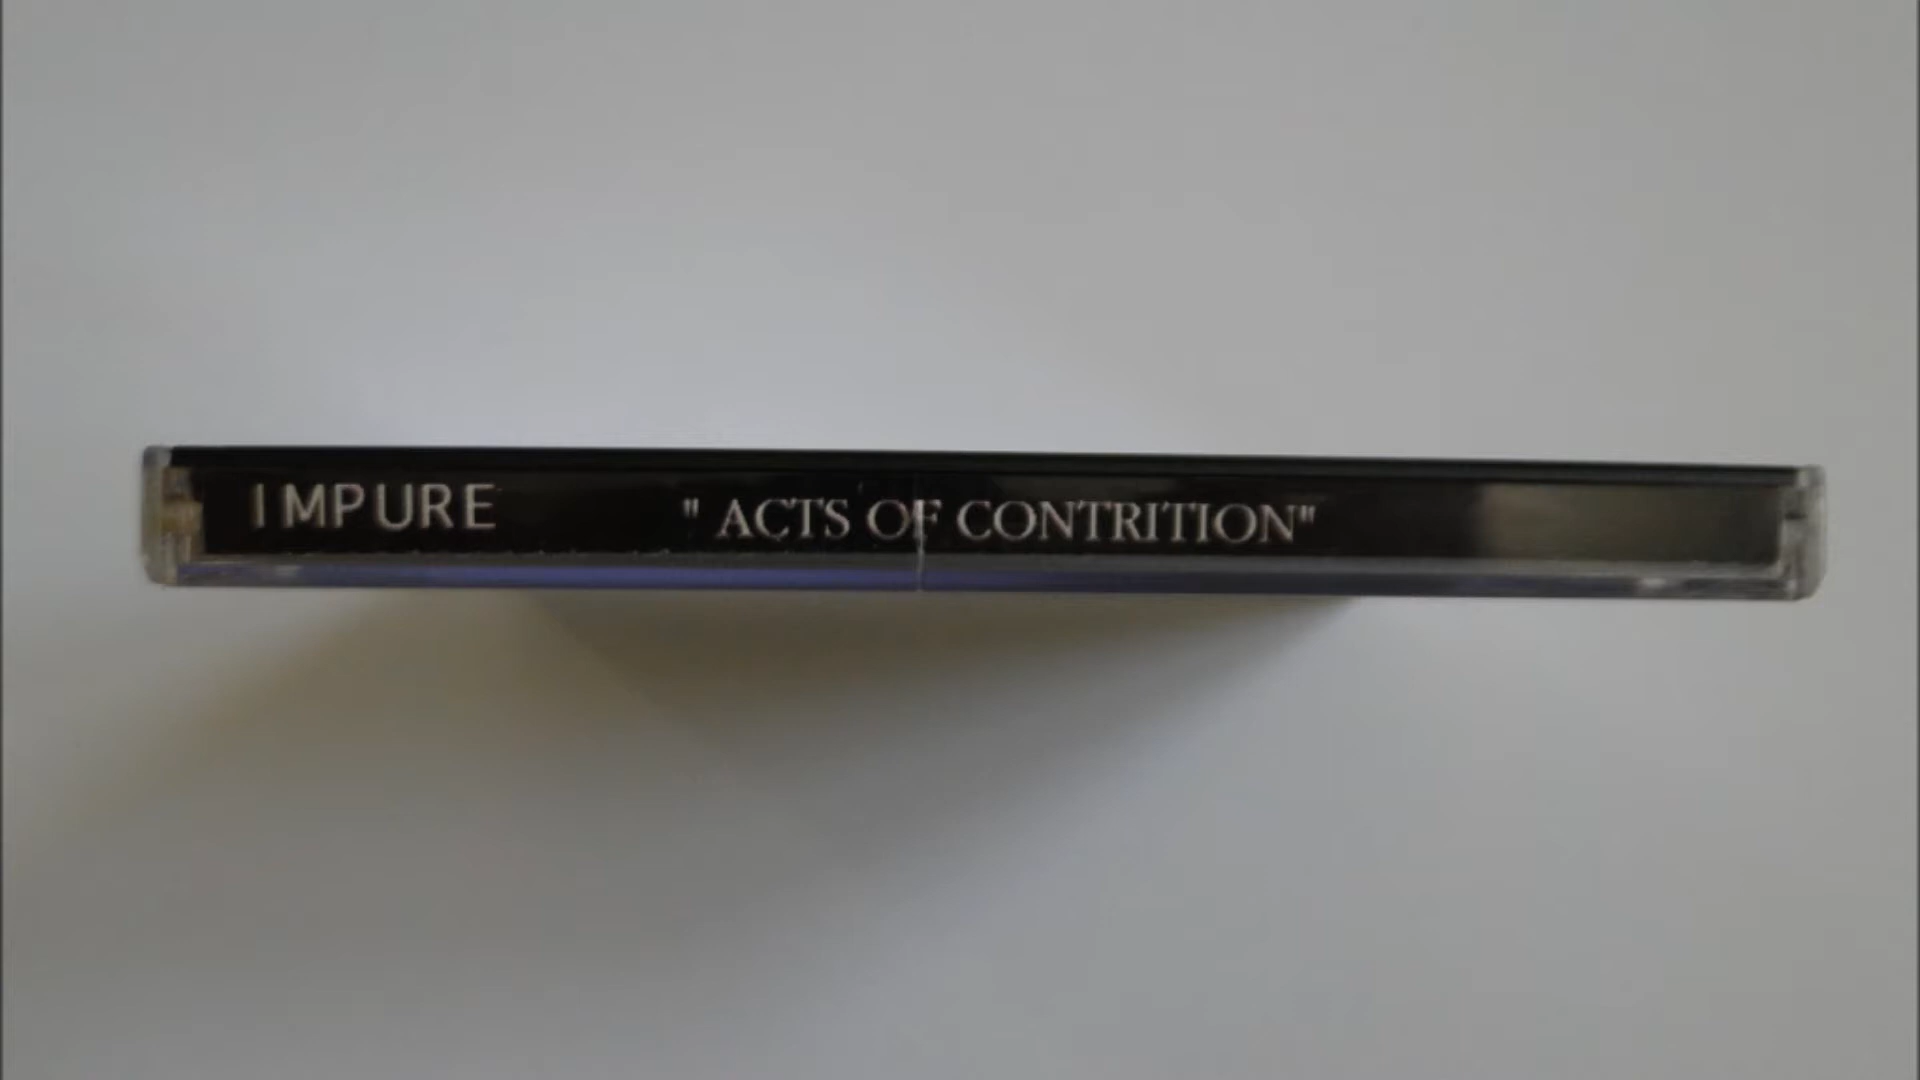 IMPURE " ACTS OF CONTRITION"